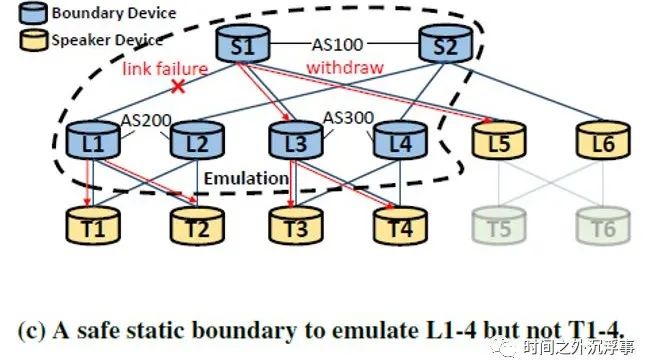 Boundary Device
Speaker Device
S1
AS100
S2
link failure
withdraw
L1
AS200
L2
L3
AS300
L4
L5
L6
Emulation
T1
T2
T3
T4
T5
T6
(c) A safe static boundary to emulate L1-4 but not T1-4.
时间之外沉浮事